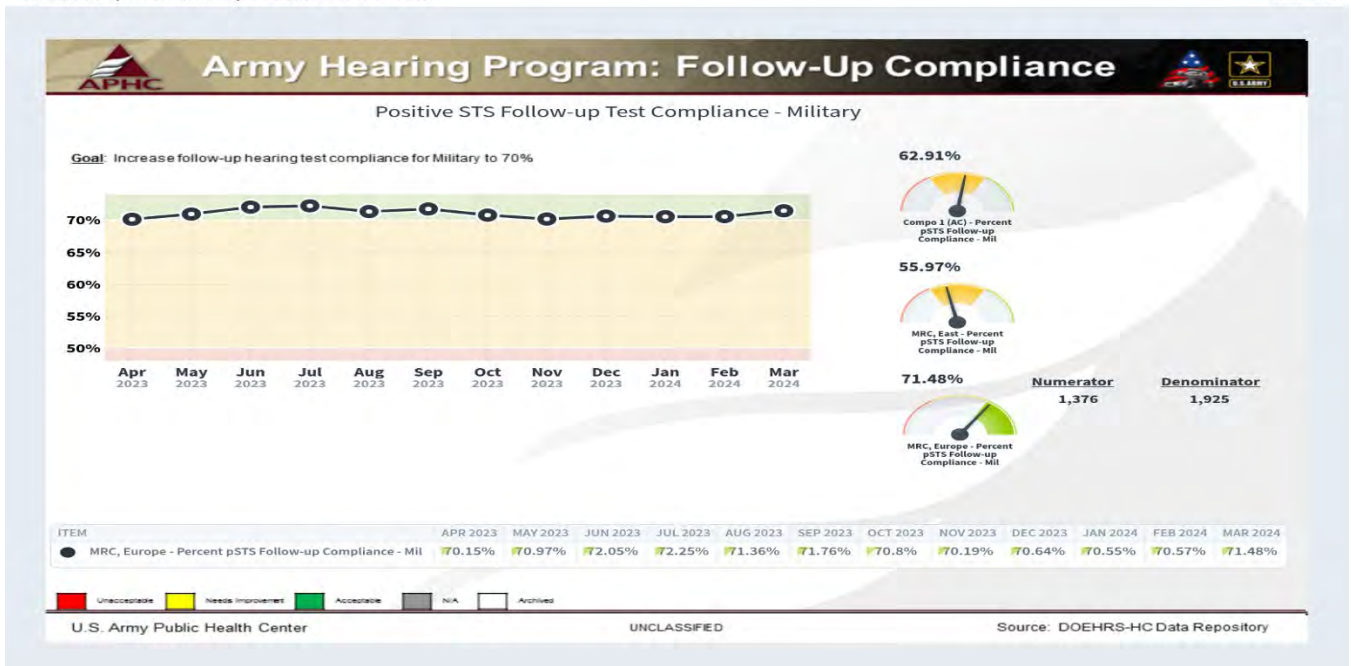 APHC
Army Hearing Program: Follow-Up Compliance
U.S. ARMY
Positive STS Follow-up Test Compliance - Military
Goal: Increase follow-up hearing test compliance for Military to 70%
70%
65%
60%
55%
50%
Apr May Jun Jul Aug Sep Oct Nov Dec Jan Feb Mar
2023 2023 2023 2023 2023 2023 2023 2023 2023 2024 2024 2024
62.91%
Compo 1 (AC) - Percent
pSTS Follow-up
Compliance - Mil
55.97%
MRC, East - Percent
pSTS Follow-up
Compliance - Mil
71.48%
MRC, Europe - Percent
pSTS Follow-up
Compliance - Mil
Numerator Denominator
1,376 1,925
ITEM APR 2023 MAY 2023 JUN 2023 JUL 2023 AUG 2023 SEP 2023 OCT 2023 NOV 2023 DEC 2023 JAN 2024 FEB 2024 MAR 2024
MRC, Europe - Percent pSTS Follow-up Compliance - Mil 70.15% 70.97% 72.05% 72.25% 71.36% 71.76% 70.8% 70.19% 70.64% 70.55% 70.57% 71.48%
Unacceptable Needs Improvement Acceptable N/A Archived
U.S. Army Public Health Center UNCLASSIFIED Source: DOEHRS-HC Data Repository